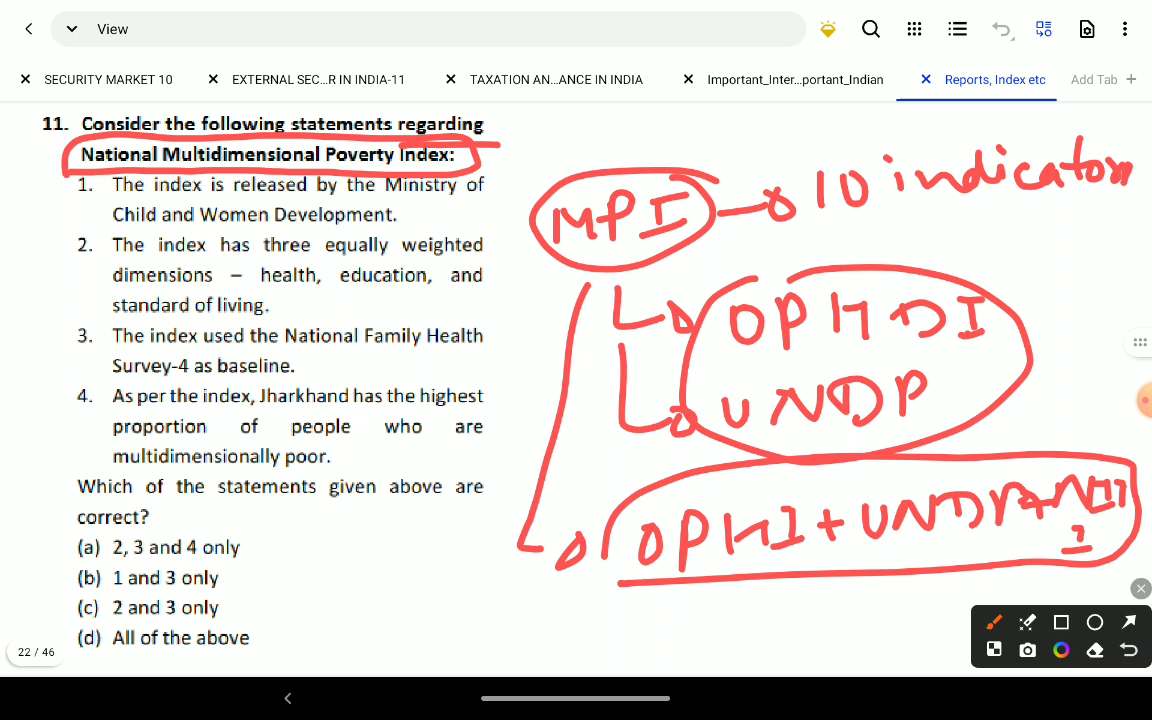 View
SECURITY MARKET 10
EXTERNAL SEC...R IN INDIA-11
TAXATION AN...ANCE IN INDIA
Important_Inter...portant_Indian
Reports, Index etc
Add Tab
11. Consider the following statements regarding
National Multidimensional Poverty Index:
1. The index is released by the Ministry of
Child and Women Development.
2. The index has three equally weighted
dimensions – health, education, and
standard of living.
3. The index used the National Family Health
Survey-4 as baseline.
4. As per the index, Jharkhand has the highest
proportion of people who are
multidimensionally poor.
Which of the statements given above are
correct?
(a) 2, 3 and 4 only
(b) 1 and 3 only
(c) 2 and 3 only
(d) All of the above
MPI
10 indicators
OPHDI
UNDP
OPHI + UNDP
22 / 46